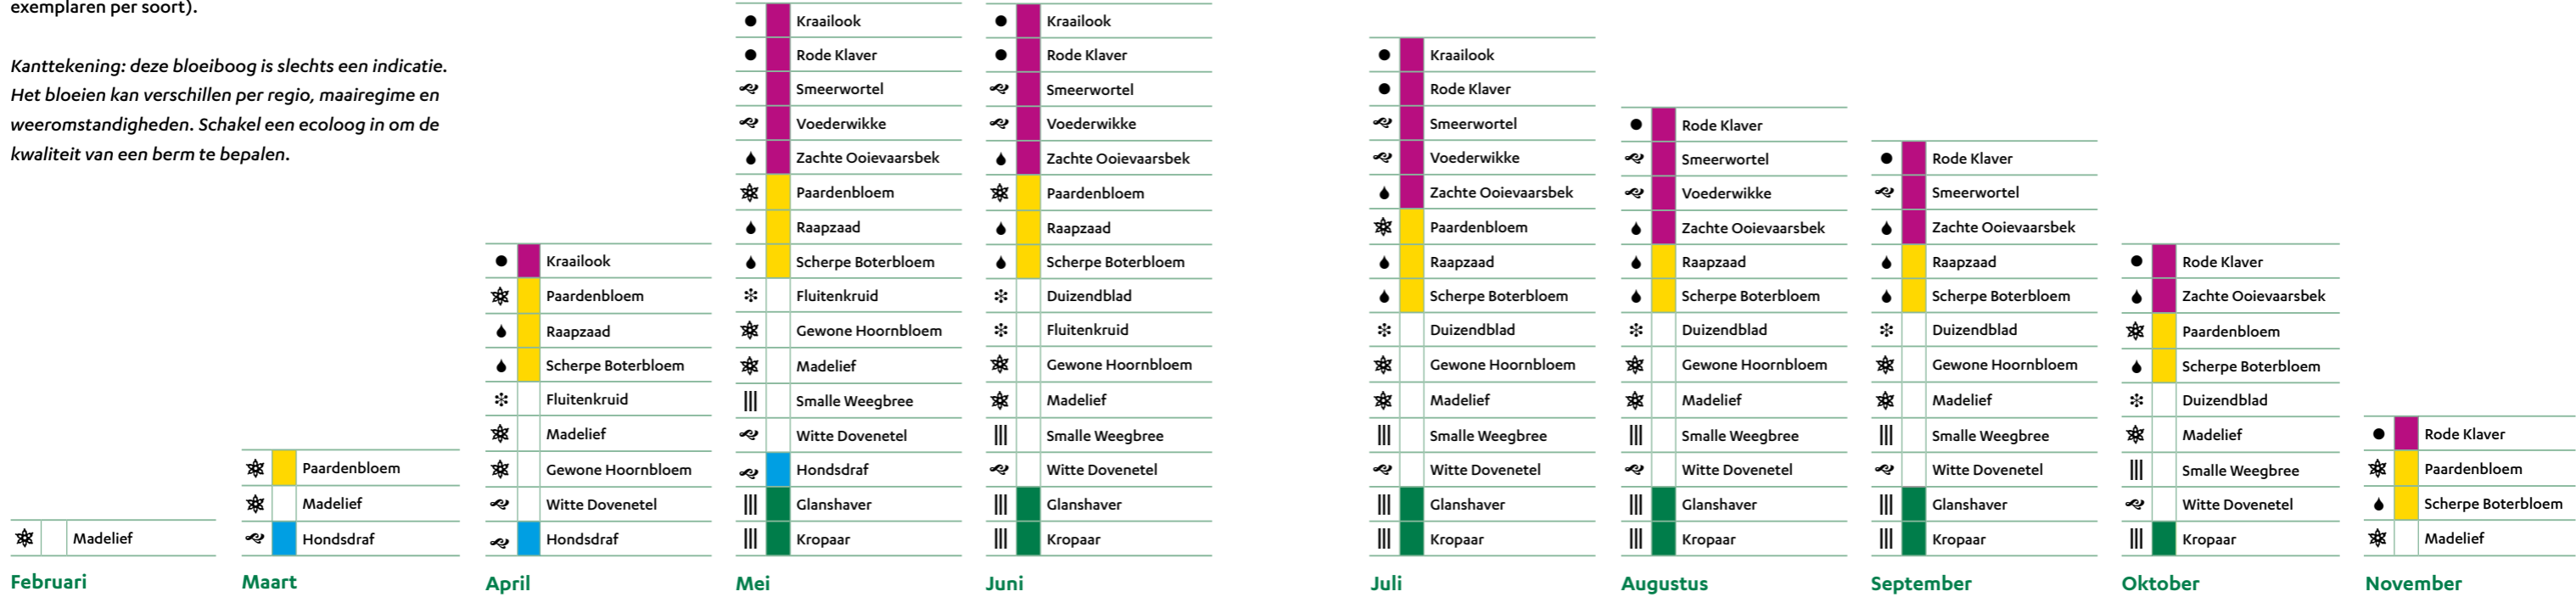 exemplaren per soort).
Kanttekening: deze bloeiboog is slechts een indicatie.
Het bloeien kan verschillen per regio, maairegime en
weeromstandigheden. Schakel een ecoloog in om de
kwaliteit van een berm te bepalen.
Madelief
Februari
Paardenbloem
Madelief
Hondsdraf
Maart
Kraailook
Paardenbloem
Raapzaad
Scherpe Boterbloem
Fluitenkruid
Madelief
Gewone Hoornbloem
Witte Dovenetel
Hondsdraf
April
Kraailook
Rode Klaver
Smeerwortel
Voederwikke
Zachte Ooievaarsbek
Paardenbloem
Raapzaad
Scherpe Boterbloem
Fluitenkruid
Gewone Hoornbloem
Madelief
Smalle Weegbree
Witte Dovenetel
Hondsdraf
Glanshaver
Kropaar
Mei
Kraailook
Rode Klaver
Smeerwortel
Voederwikke
Zachte Ooievaarsbek
Paardenbloem
Raapzaad
Scherpe Boterbloem
Duizendblad
Fluitenkruid
Gewone Hoornbloem
Madelief
Smalle Weegbree
Witte Dovenetel
Glanshaver
Kropaar
Juni
Kraailook
Rode Klaver
Smeerwortel
Voederwikke
Zachte Ooievaarsbek
Paardenbloem
Raapzaad
Scherpe Boterbloem
Duizendblad
Gewone Hoornbloem
Madelief
Smalle Weegbree
Witte Dovenetel
Glanshaver
Kropaar
Juli
Rode Klaver
Smeerwortel
Voederwikke
Zachte Ooievaarsbek
Raapzaad
Scherpe Boterbloem
Duizendblad
Gewone Hoornbloem
Madelief
Smalle Weegbree
Witte Dovenetel
Glanshaver
Kropaar
Augustus
Rode Klaver
Smeerwortel
Zachte Ooievaarsbek
Raapzaad
Scherpe Boterbloem
Duizendblad
Gewone Hoornbloem
Madelief
Smalle Weegbree
Witte Dovenetel
Glanshaver
Kropaar
September
Rode Klaver
Zachte Ooievaarsbek
Paardenbloem
Scherpe Boterbloem
Duizendblad
Madelief
Smalle Weegbree
Witte Dovenetel
Kropaar
Oktober
Rode Klaver
Paardenbloem
Scherpe Boterbloem
Madelief
November